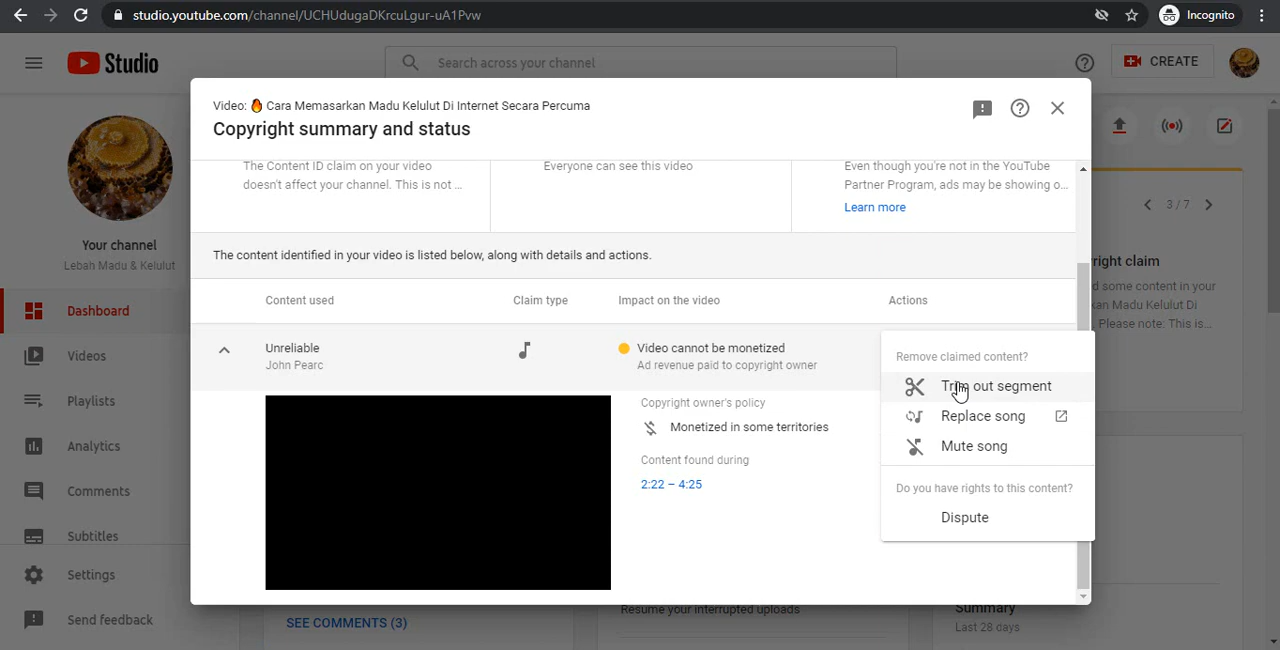 studio.youtube.com/channel/UCHUdugaDKrcuLgur-uA1Pvw
Incognito
Studio
Search across your channel
CREATE
Video: 🔥 Cara Memasarkan Madu Kelulut Di Internet Secara Percuma
Copyright summary and status
The Content ID claim on your video
doesn't affect your channel. This is not ...
Everyone can see this video
Even though you're not in the YouTube
Partner Program, ads may be showing o...
Learn more
3 / 7
The content identified in your video is listed below, along with details and actions.
Content used
Claim type
Impact on the video
Actions
Unreliable
John Pearc
Video cannot be monetized
Ad revenue paid to copyright owner
Copyright owner's policy
Monetized in some territories
Content found during
2:22 – 4:25
Remove claimed content?
Trim out segment
Replace song
Mute song
Do you have rights to this content?
Dispute
Your channel
Lebah Madu & Kelulut
Dashboard
Videos
Playlists
Analytics
Comments
Subtitles
Settings
Send feedback
right claim
d some content in your
kan Madu Kelulut Di
Please note: This is...
SEE COMMENTS (3)
Resume your interrupted uploads
Summary
Last 28 days